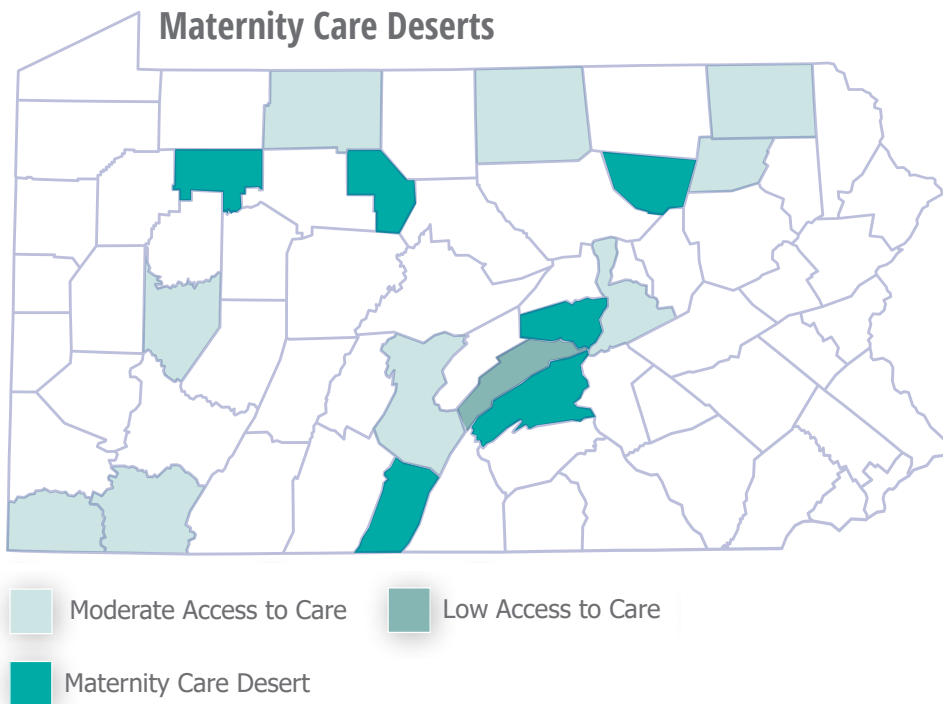 Maternity Care Deserts
Moderate Access to Care
Low Access to Care
Maternity Care Desert